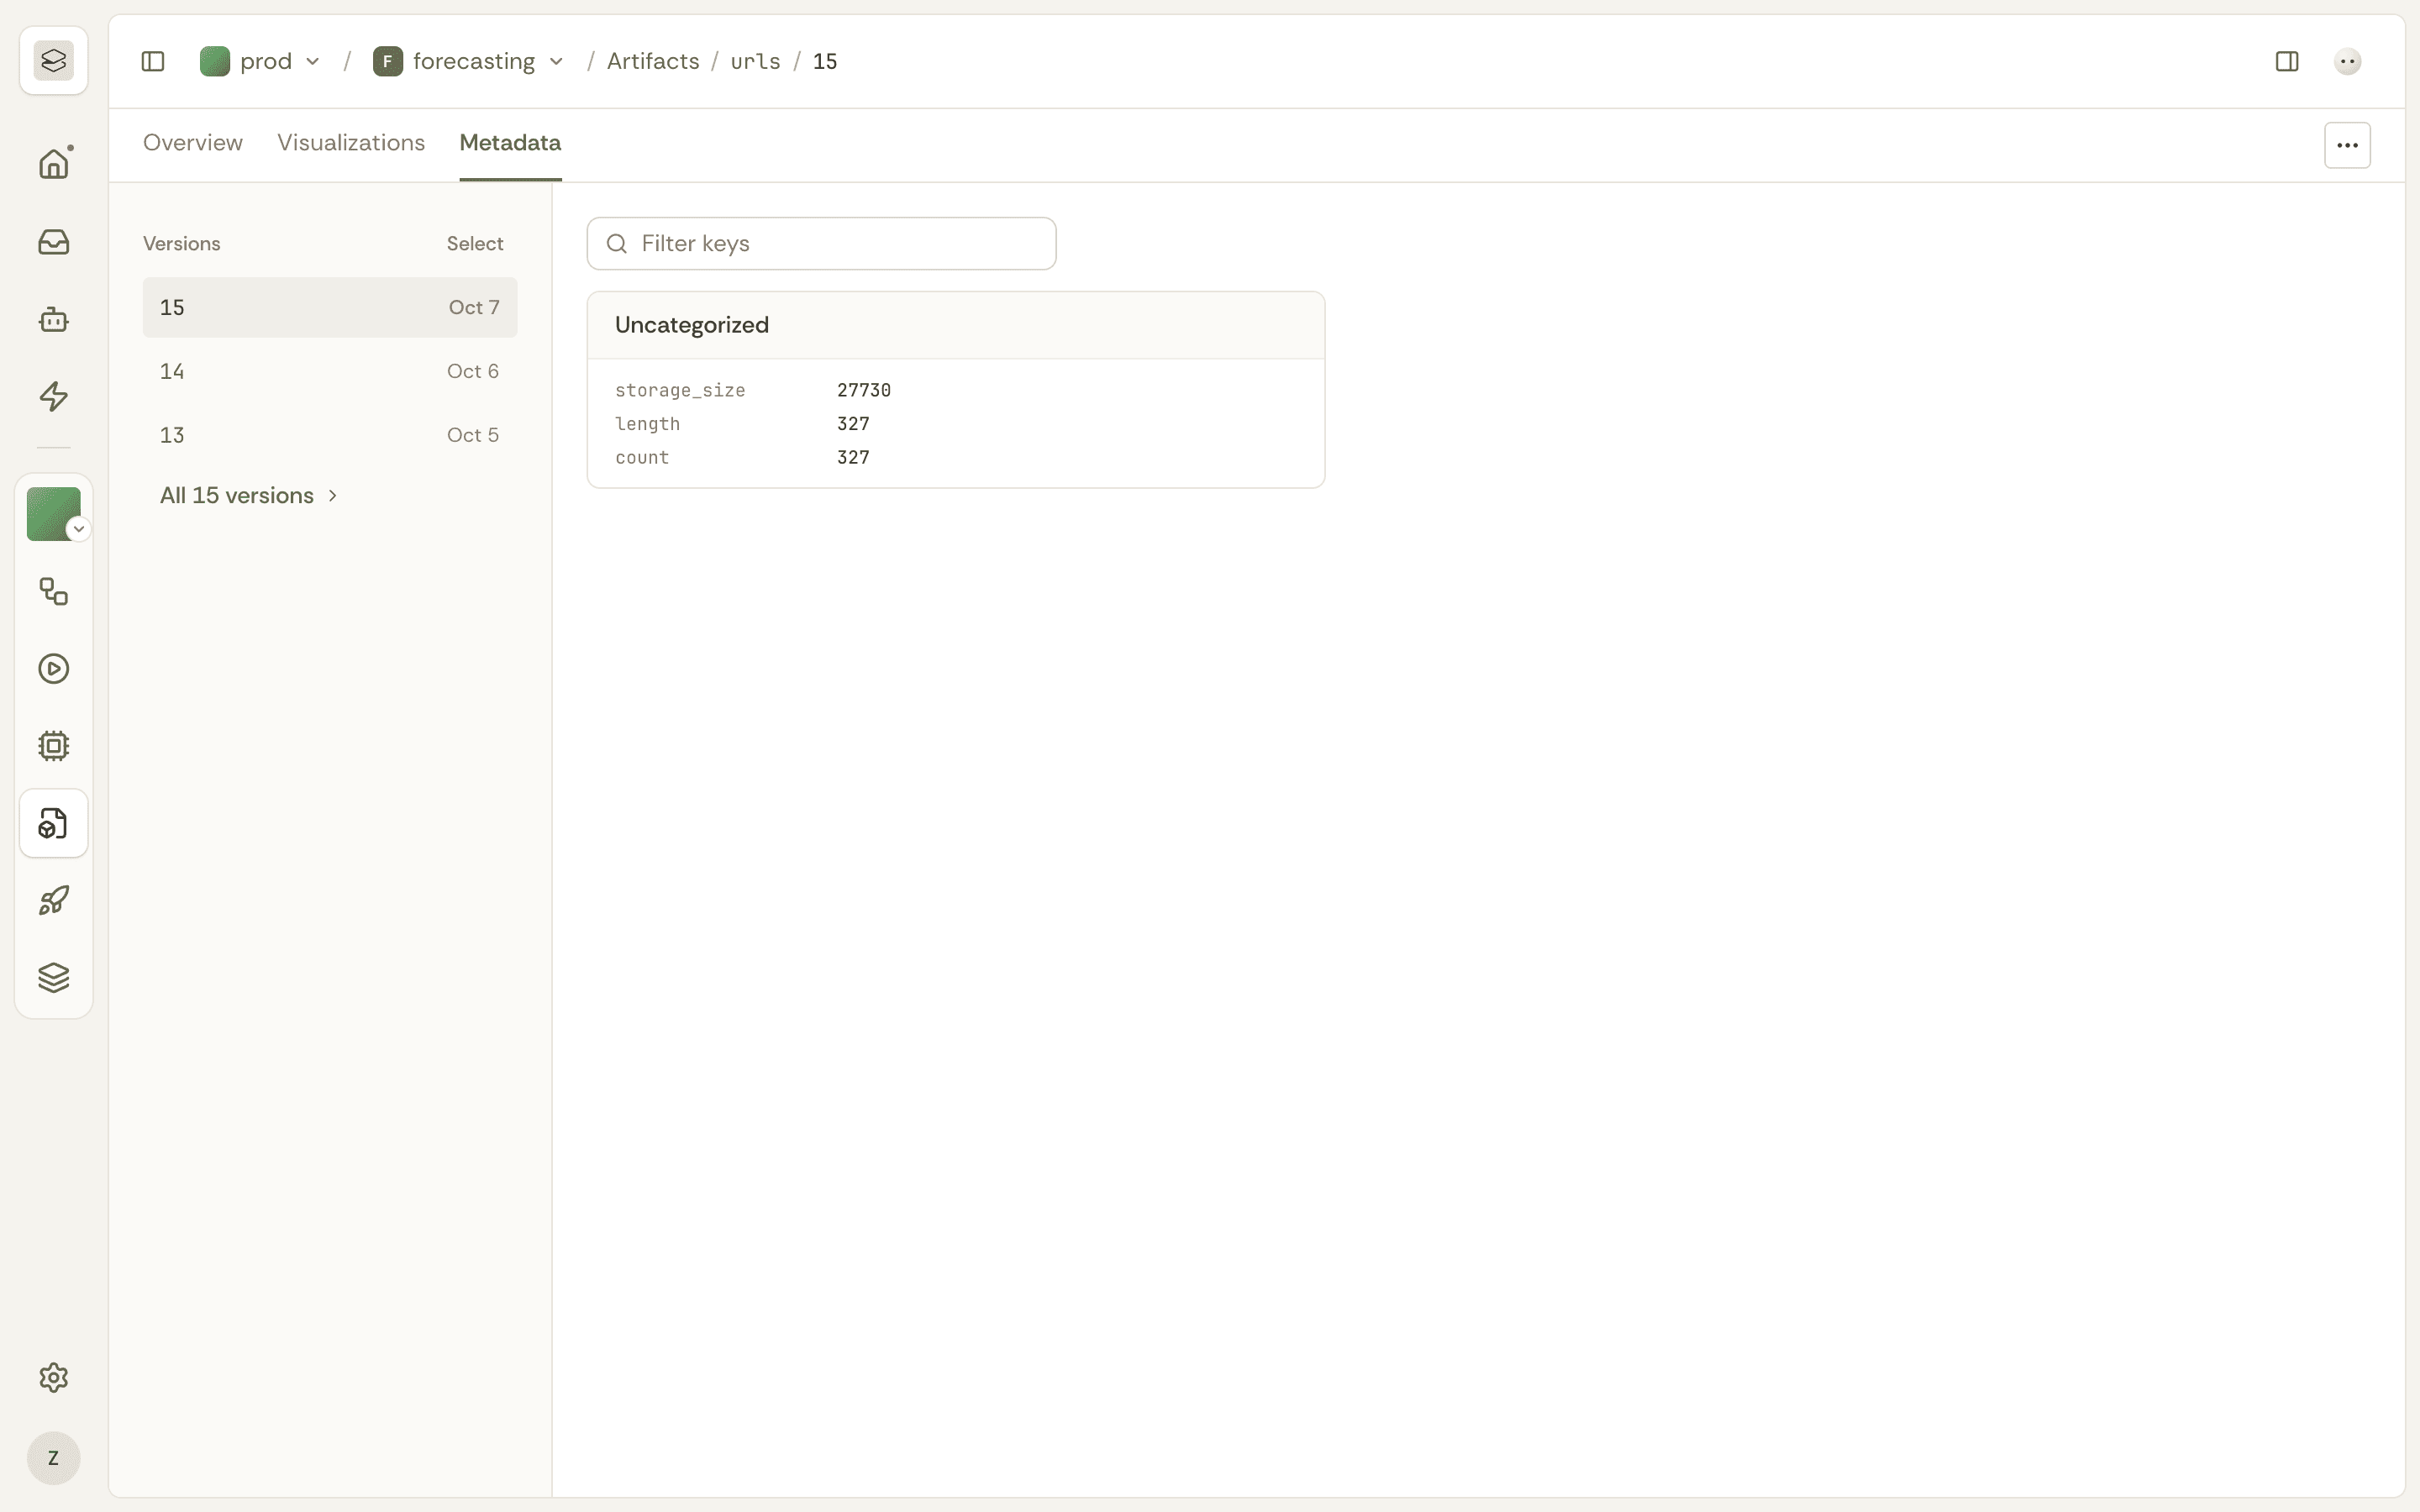 prod / F forecasting / Artifacts / urls / 15
Overview Visualizations Metadata
Versions Select
15 Oct 7
14 Oct 6
13 Oct 5
All 15 versions
Filter keys
Uncategorized
storage_size 27730
length 327
count 327
Z